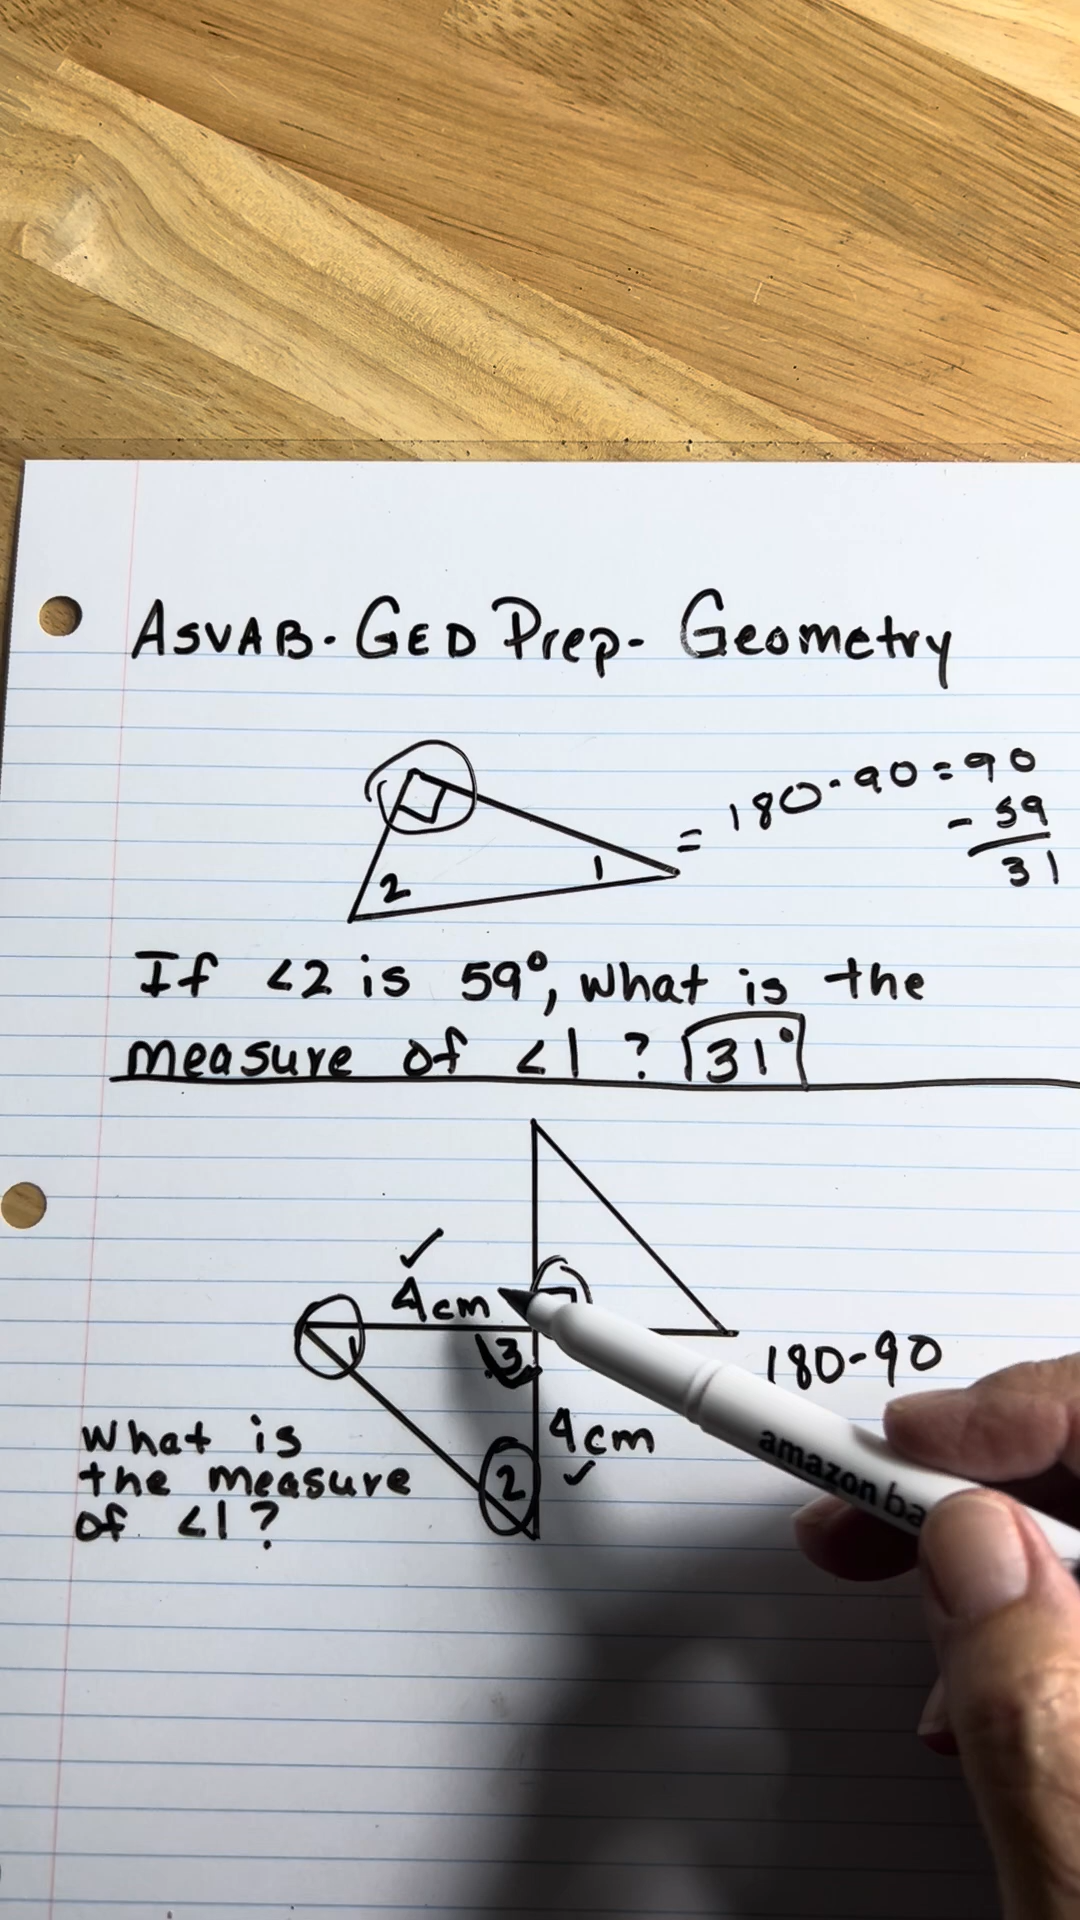 ASVAB-GED Prep-Geometry
2
1
= 180-90=90
- 59
31
If <2 is 59°, what is the
measure of <1? 31°
4cm
1
3
180-90
4cm
2
What is
the measure
of <1?
amazon ba